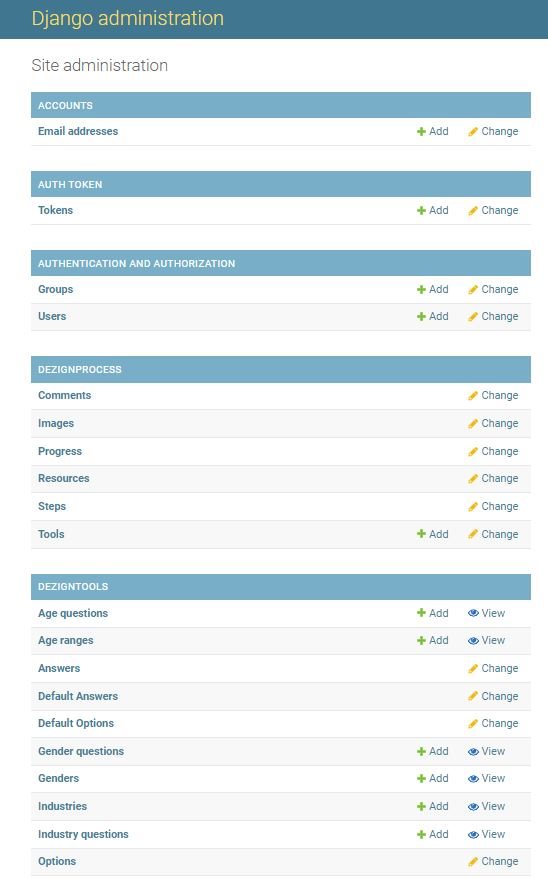 Django administration
Site administration
ACCOUNTS
Email addresses Add Change
AUTH TOKEN
Tokens Add Change
AUTHENTICATION AND AUTHORIZATION
Groups Add Change
Users Add Change
DEZIGNPROCESS
Comments Change
Images Change
Progress Change
Resources Change
Steps Change
Tools Add Change
DEZIGNTOOLS
Age questions Add View
Age ranges Add View
Answers Change
Default Answers Change
Default Options Change
Gender questions Add View
Genders Add View
Industries Add View
Industry questions Add View
Options Change